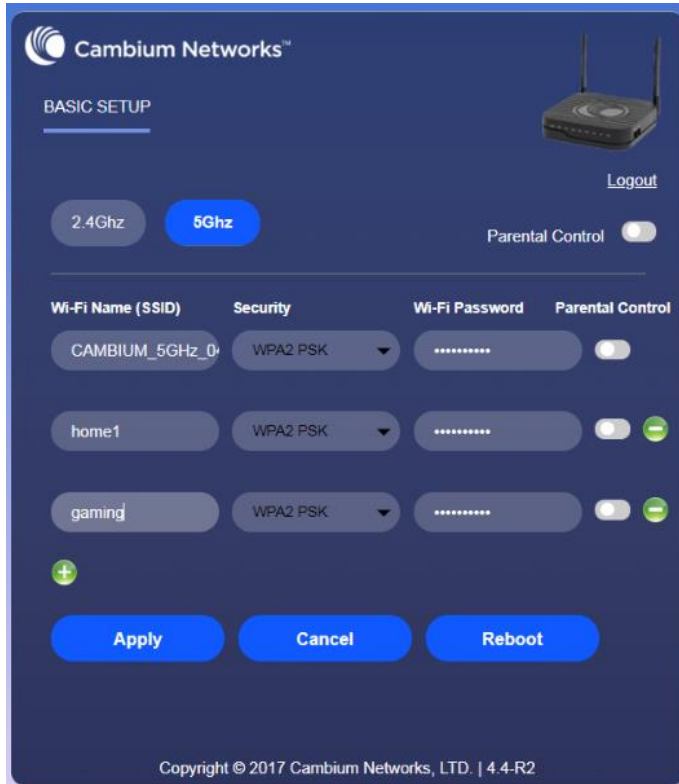 Cambium Networks™
BASIC SETUP
Logout
2.4Ghz 5Ghz Parental Control
Wi-Fi Name (SSID) Security Wi-Fi Password Parental Control
CAMBIUM_5GHz_0 WPA2 PSK ••••••••••
home1 WPA2 PSK ••••••••••
gaming WPA2 PSK ••••••••••
Apply Cancel Reboot
Copyright © 2017 Cambium Networks, LTD. | 4.4-R2